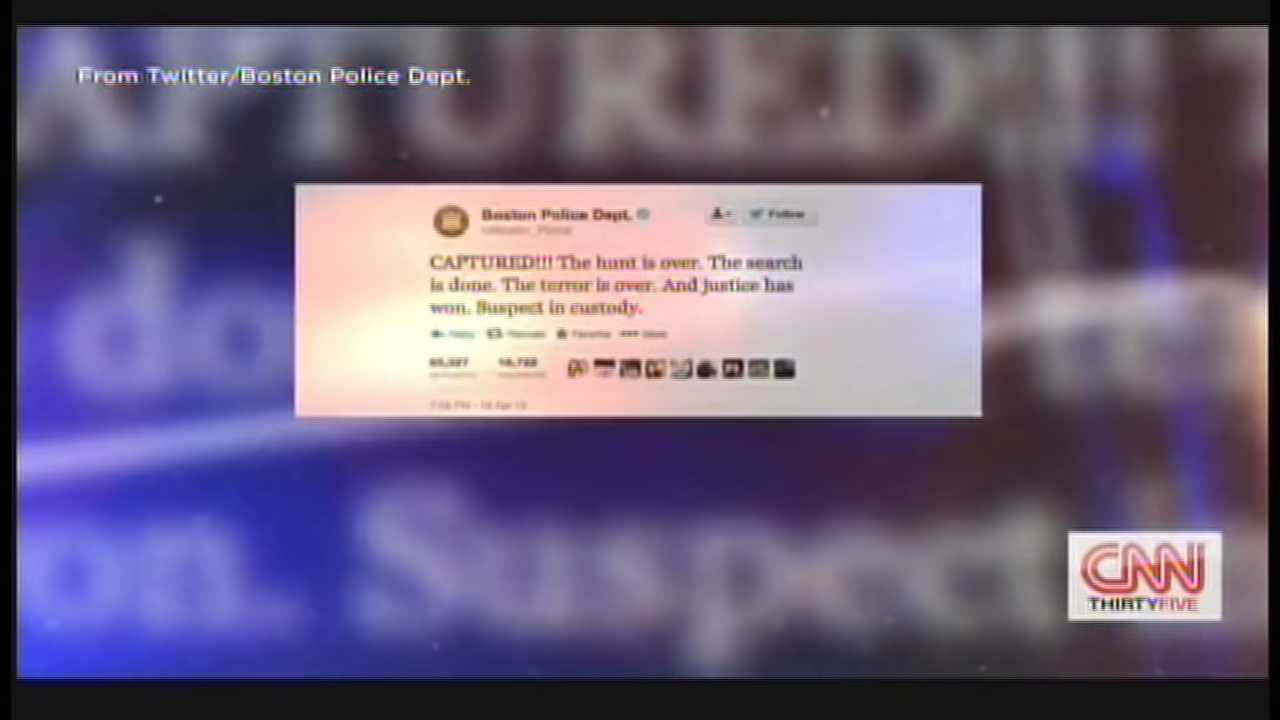 From Twitter/Boston Police Dept.
Boston Police Dept.
Follow
CAPTURED!!! The hunt is over. The search
is done. The terror is over. And justice has
won. Suspect in custody.
CNN
THIRTYFIVE